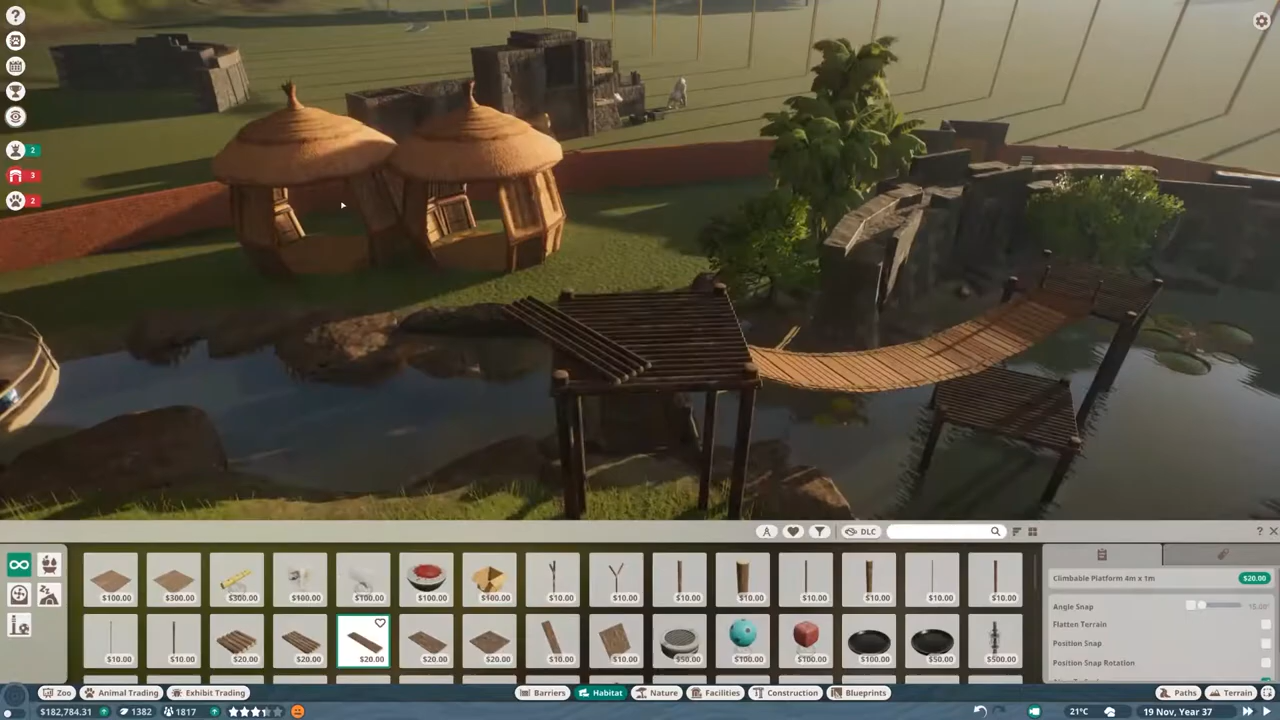 ?
2
3
2
DLC
? X
$100.00 $300.00 $300.00 $100.00 $100.00 $100.00 $100.00 $10.00 $10.00 $10.00 $10.00 $10.00 $10.00 $10.00 $10.00
Climbable Platform 4m x 1m $20.00
Angle Snap 15.00°
Flatten Terrain
Position Snap
Position Snap Rotation
$10.00 $10.00 $20.00 $20.00 $20.00 $20.00 $20.00 $10.00 $10.00 $50.00 $100.00 $100.00 $100.00 $50.00 $500.00
Zoo Animal Trading Exhibit Trading Barriers Habitat Nature Facilities Construction Blueprints Paths Terrain
$182,784.31 1382 1817 21°C 19 Nov, Year 37